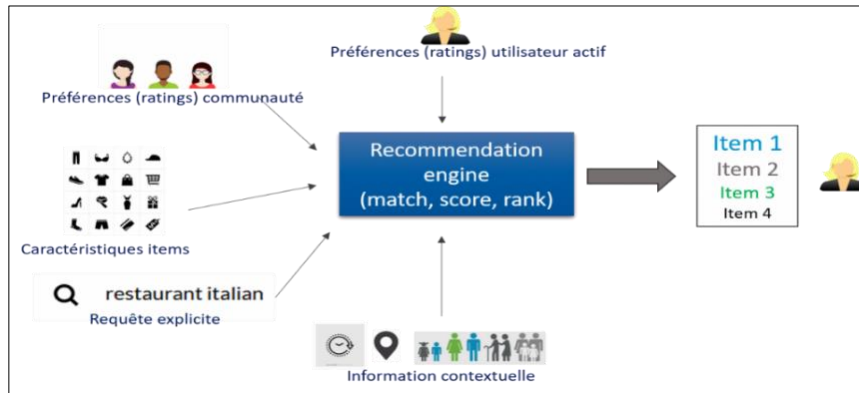 Préférences (ratings) utilisateur actif
Préférences (ratings) communauté
Recommendation
engine
(match, score, rank)
Item 1
Item 2
Item 3
Item 4
Caractéristiques items
restaurant italian
Requête explicite
Information contextuelle